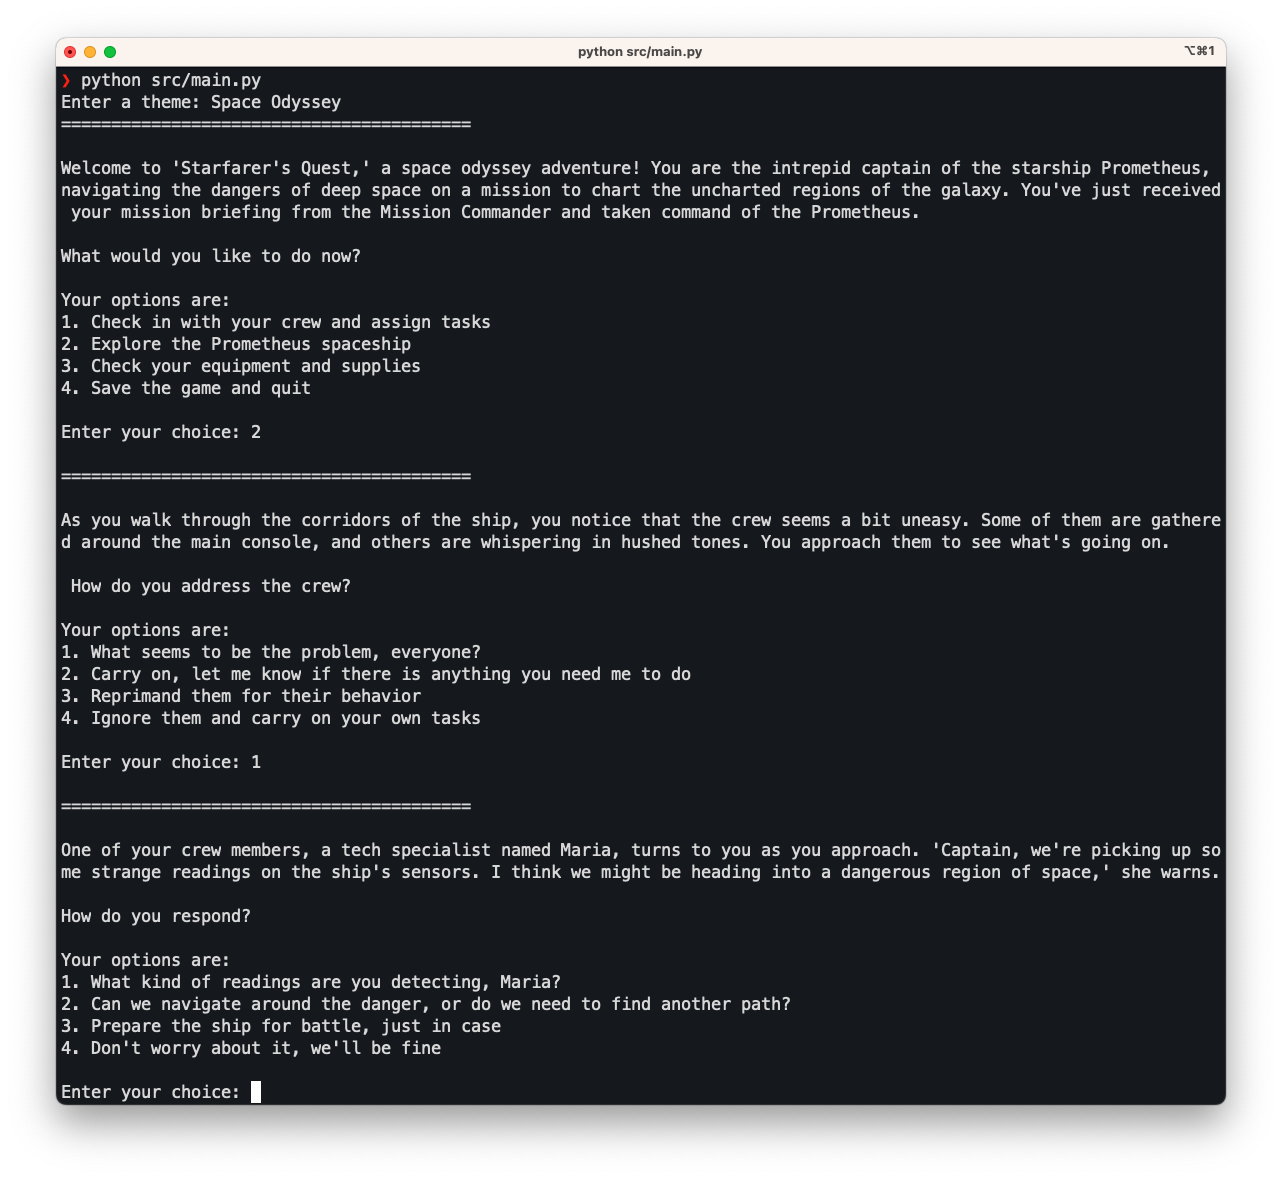 python src/main.py
⌥⌘1
❯ python src/main.py
Enter a theme: Space Odyssey
=========================================
Welcome to 'Starfarer's Quest,' a space odyssey adventure! You are the intrepid captain of the starship Prometheus,
navigating the dangers of deep space on a mission to chart the uncharted regions of the galaxy. You've just received
your mission briefing from the Mission Commander and taken command of the Prometheus.
What would you like to do now?
Your options are:
1. Check in with your crew and assign tasks
2. Explore the Prometheus spaceship
3. Check your equipment and supplies
4. Save the game and quit
Enter your choice: 2
=========================================
As you walk through the corridors of the ship, you notice that the crew seems a bit uneasy. Some of them are gathere
d around the main console, and others are whispering in hushed tones. You approach them to see what's going on.
How do you address the crew?
Your options are:
1. What seems to be the problem, everyone?
2. Carry on, let me know if there is anything you need me to do
3. Reprimand them for their behavior
4. Ignore them and carry on your own tasks
Enter your choice: 1
=========================================
One of your crew members, a tech specialist named Maria, turns to you as you approach. 'Captain, we're picking up so
me strange readings on the ship's sensors. I think we might be heading into a dangerous region of space,' she warns.
How do you respond?
Your options are:
1. What kind of readings are you detecting, Maria?
2. Can we navigate around the danger, or do we need to find another path?
3. Prepare the ship for battle, just in case
4. Don't worry about it, we'll be fine
Enter your choice: